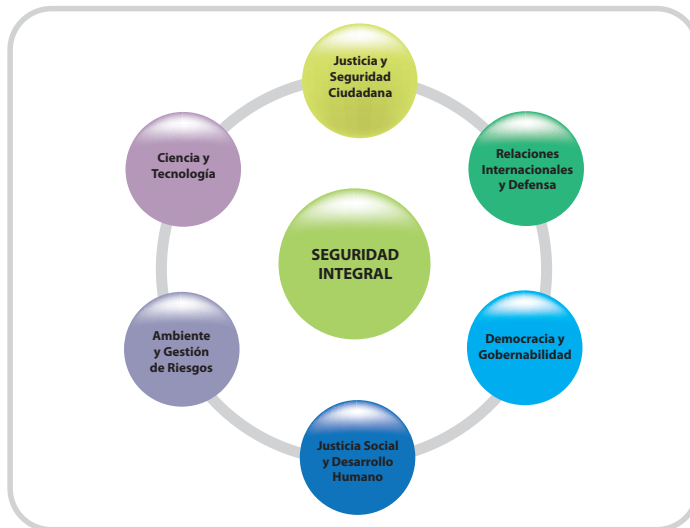 Justicia y
Seguridad
Ciudadana
Relaciones
Internacionales
y Defensa
Ciencia y
Tecnología
SEGURIDAD
INTEGRAL
Democracia y
Gobernabilidad
Ambiente
y Gestión
de Riesgos
Justicia Social
y Desarrollo
Humano